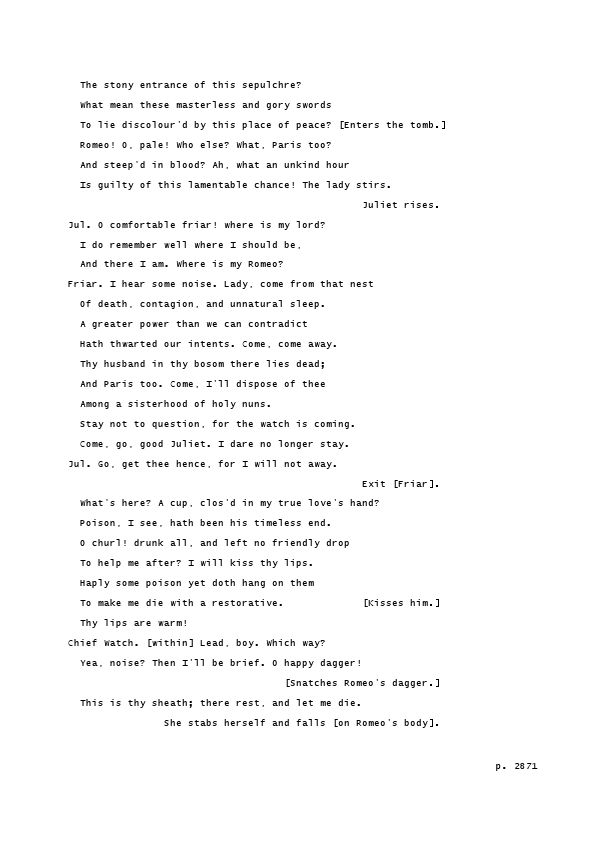 The stony entrance of this sepulchre?
What mean these masterless and gory swords
To lie discolour'd by this place of peace? [Enters the tomb.]
Romeo! O, pale! Who else? What, Paris too?
And steep'd in blood? Ah, what an unkind hour
Is guilty of this lamentable chance! The lady stirs.
Juliet rises.
Jul. O comfortable friar! where is my lord?
I do remember well where I should be,
And there I am. Where is my Romeo?
Friar. I hear some noise. Lady, come from that nest
Of death, contagion, and unnatural sleep.
A greater power than we can contradict
Hath thwarted our intents. Come, come away.
Thy husband in thy bosom there lies dead;
And Paris too. Come, I'll dispose of thee
Among a sisterhood of holy nuns.
Stay not to question, for the watch is coming.
Come, go, good Juliet. I dare no longer stay.
Jul. Go, get thee hence, for I will not away.
Exit [Friar].
What's here? A cup, clos'd in my true love's hand?
Poison, I see, hath been his timeless end.
O churl! drunk all, and left no friendly drop
To help me after? I will kiss thy lips.
Haply some poison yet doth hang on them
To make me die with a restorative. [Kisses him.]
Thy lips are warm!
Chief Watch. [within] Lead, boy. Which way?
Yea, noise? Then I'll be brief. O happy dagger!
[Snatches Romeo's dagger.]
This is thy sheath; there rest, and let me die.
She stabs herself and falls [on Romeo's body].
p. 2871